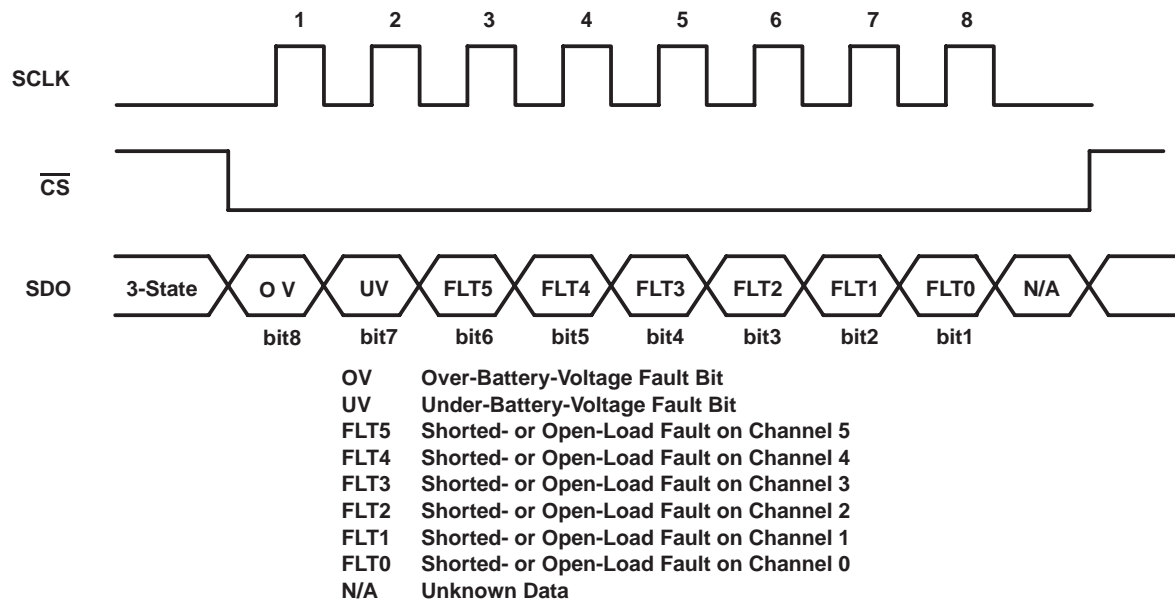 1 2 3 4 5 6 7 8
SCLK
CS
SDO 3-State O V UV FLT5 FLT4 FLT3 FLT2 FLT1 FLT0 N/A
bit8 bit7 bit6 bit5 bit4 bit3 bit2 bit1
OV Over-Battery-Voltage Fault Bit
UV Under-Battery-Voltage Fault Bit
FLT5 Shorted- or Open-Load Fault on Channel 5
FLT4 Shorted- or Open-Load Fault on Channel 4
FLT3 Shorted- or Open-Load Fault on Channel 3
FLT2 Shorted- or Open-Load Fault on Channel 2
FLT1 Shorted- or Open-Load Fault on Channel 1
FLT0 Shorted- or Open-Load Fault on Channel 0
N/A Unknown Data